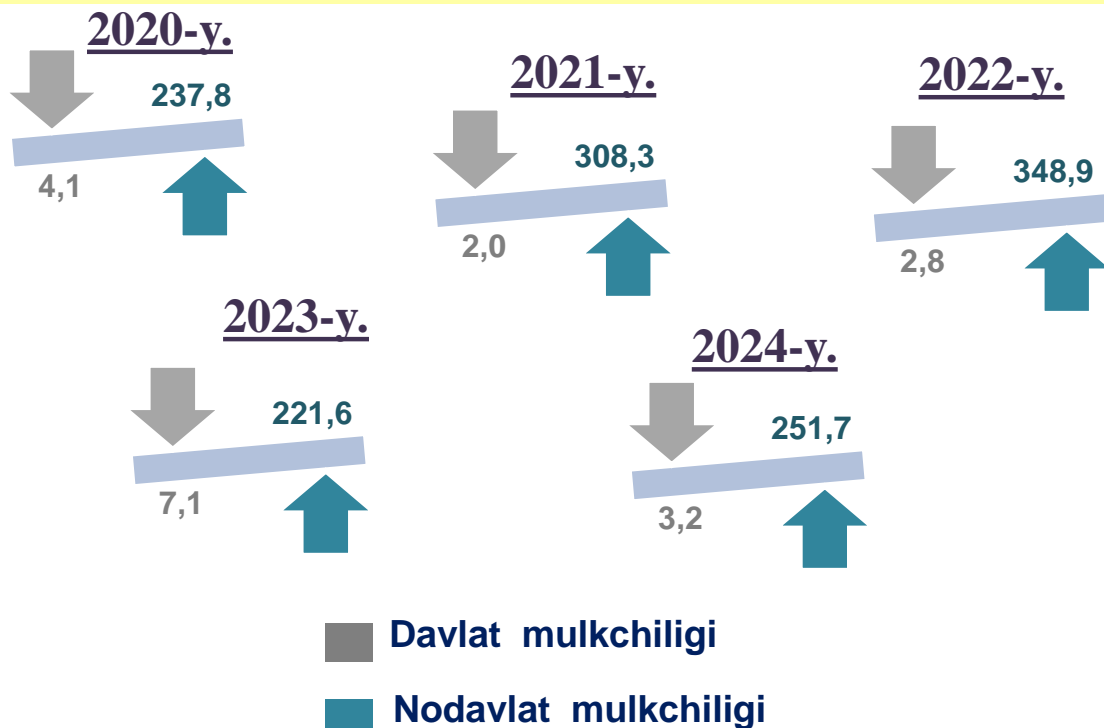 2020-y.
237,8
4,1
2021-y.
308,3
2,0
2022-y.
348,9
2,8
2023-y.
221,6
7,1
2024-y.
251,7
3,2
Davlat mulkchiligi
Nodavlat mulkchiligi